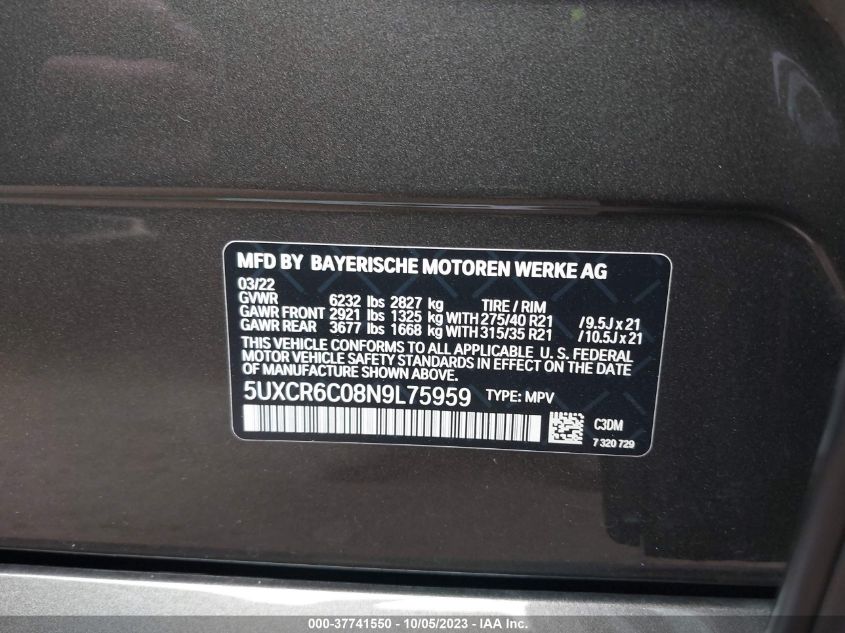 MFD BY BAYERISCHE MOTOREN WERKE AG
03/22
GVWR 6232 lbs 2827 kg TIRE / RIM
GAWR FRONT 2921 lbs 1325 kg WITH 275/40 R21 / 9.5J x 21
GAWR REAR 3677 lbs 1668 kg WITH 315/35 R21 / 10.5J x 21
THIS VEHICLE CONFORMS TO ALL APPLICABLE U. S. FEDERAL
MOTOR VEHICLE SAFETY STANDARDS IN EFFECT ON THE DATE
OF MANUFACTURE SHOWN ABOVE.
5UXCR6C08N9L75959 TYPE: MPV
C3DM
7 320 729
000-37741550 - 10/05/2023 - IAA Inc.